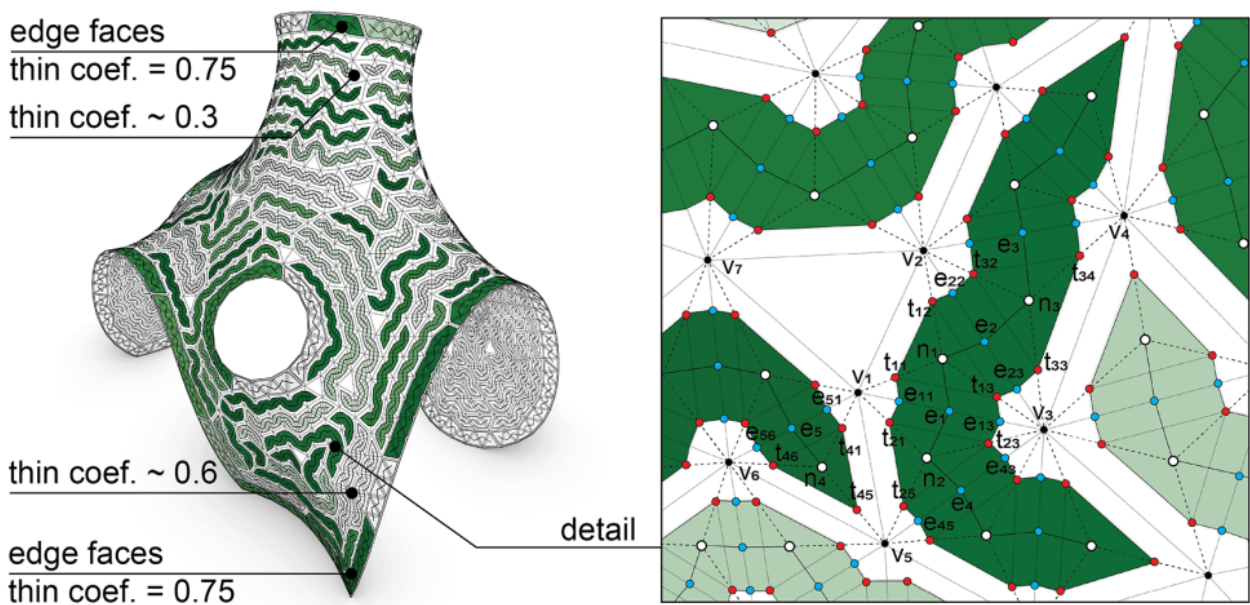 edge faces
thin coef. = 0.75
thin coef. ~ 0.3
thin coef. ~ 0.6
edge faces
thin coef. = 0.75
detail
v₄
v₂
e₃
v₇
t₃₂
t₃₄
e₂₂
t₁₂
n₃
e₂
n₁
t₁₁
e₂₃
t₃₃
v₁
t₁₃
e₅₁
e₁₁
e₁
e₅₆
e₅
t₄₁
t₂₁
e₁₃
v₃
t₂₃
t₄₆
e₄₃
v₆
n₄
n₂
t₄₅
t₂₅
e₄
e₄₅
v₅